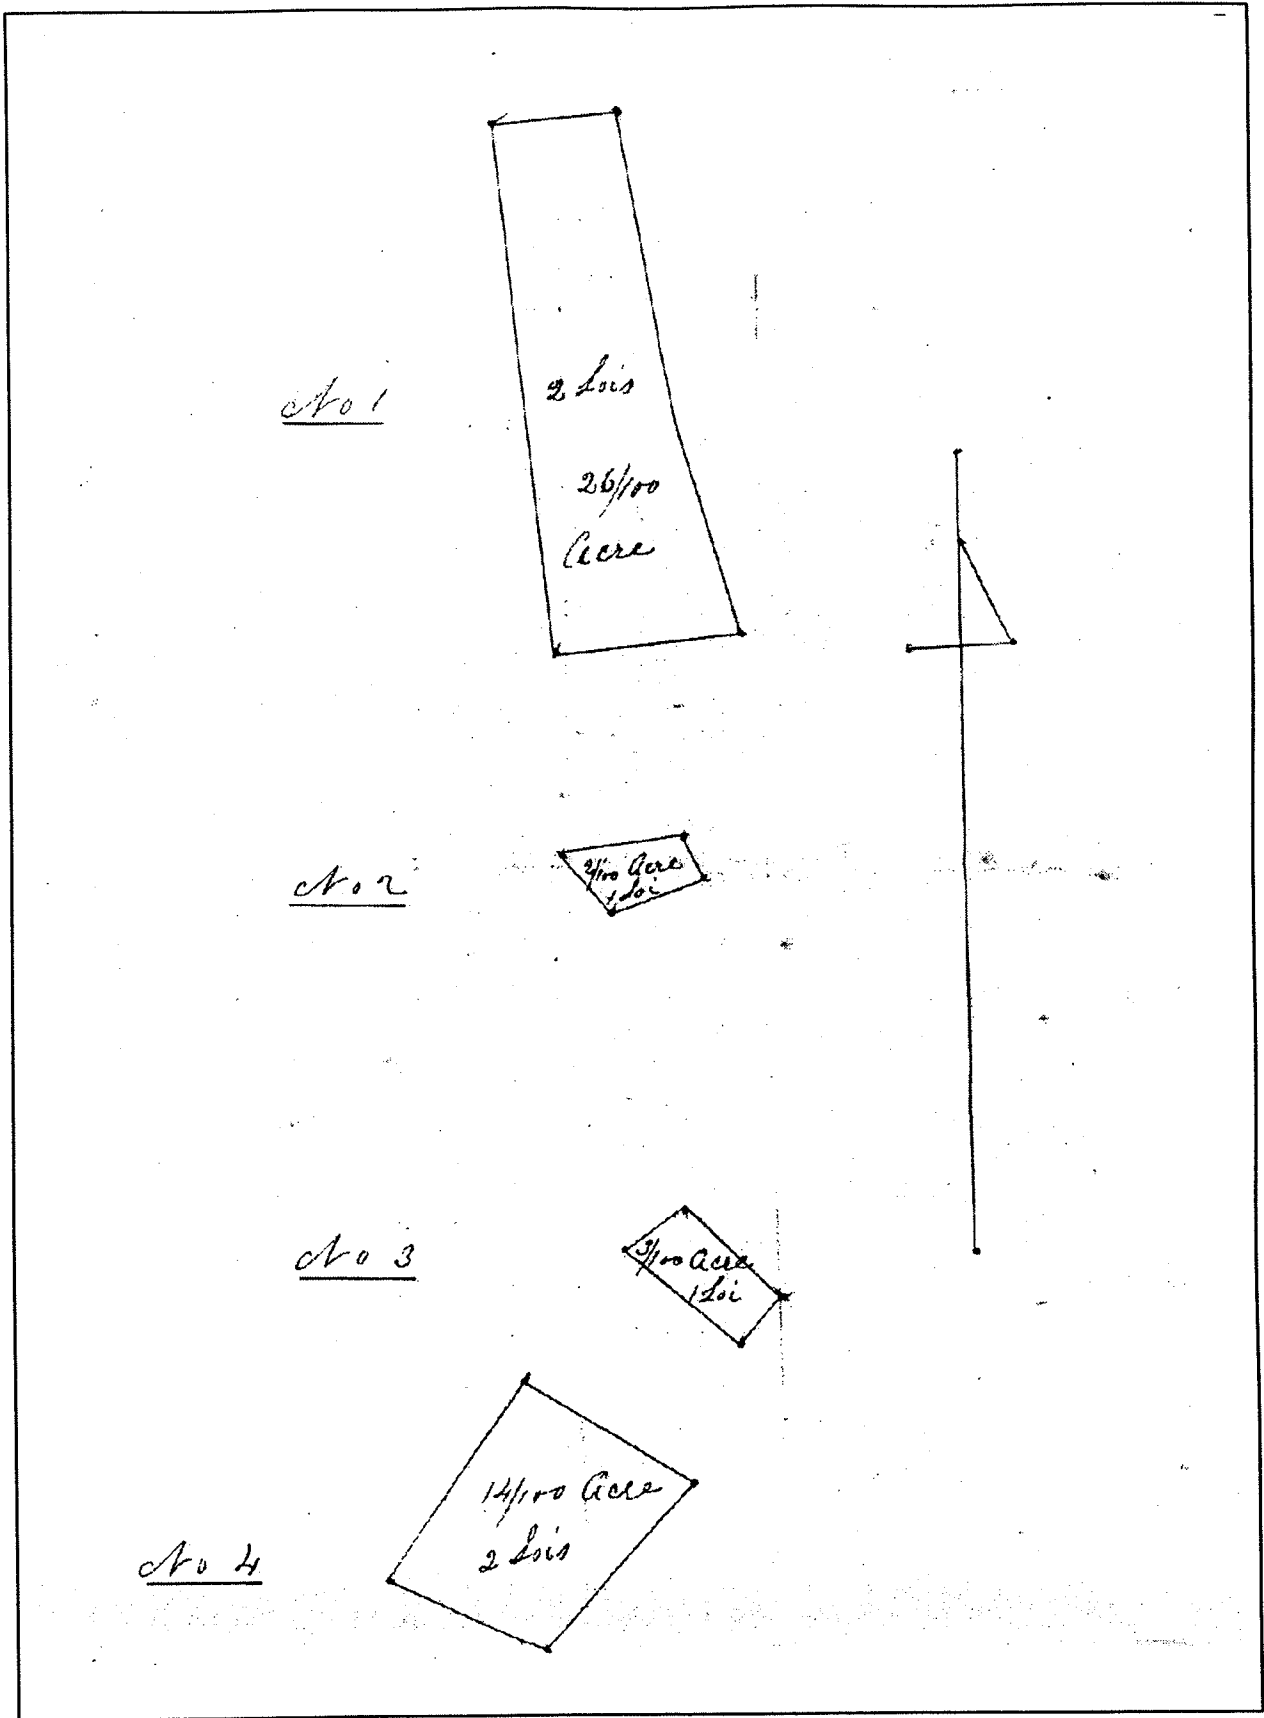 No 1
2 Lois
26/100
Acre
No 2
2/100 Acre
1 Loi
No 3
3/100 Acre
1 Loi
No 4
14/100 Acre
2 Lois